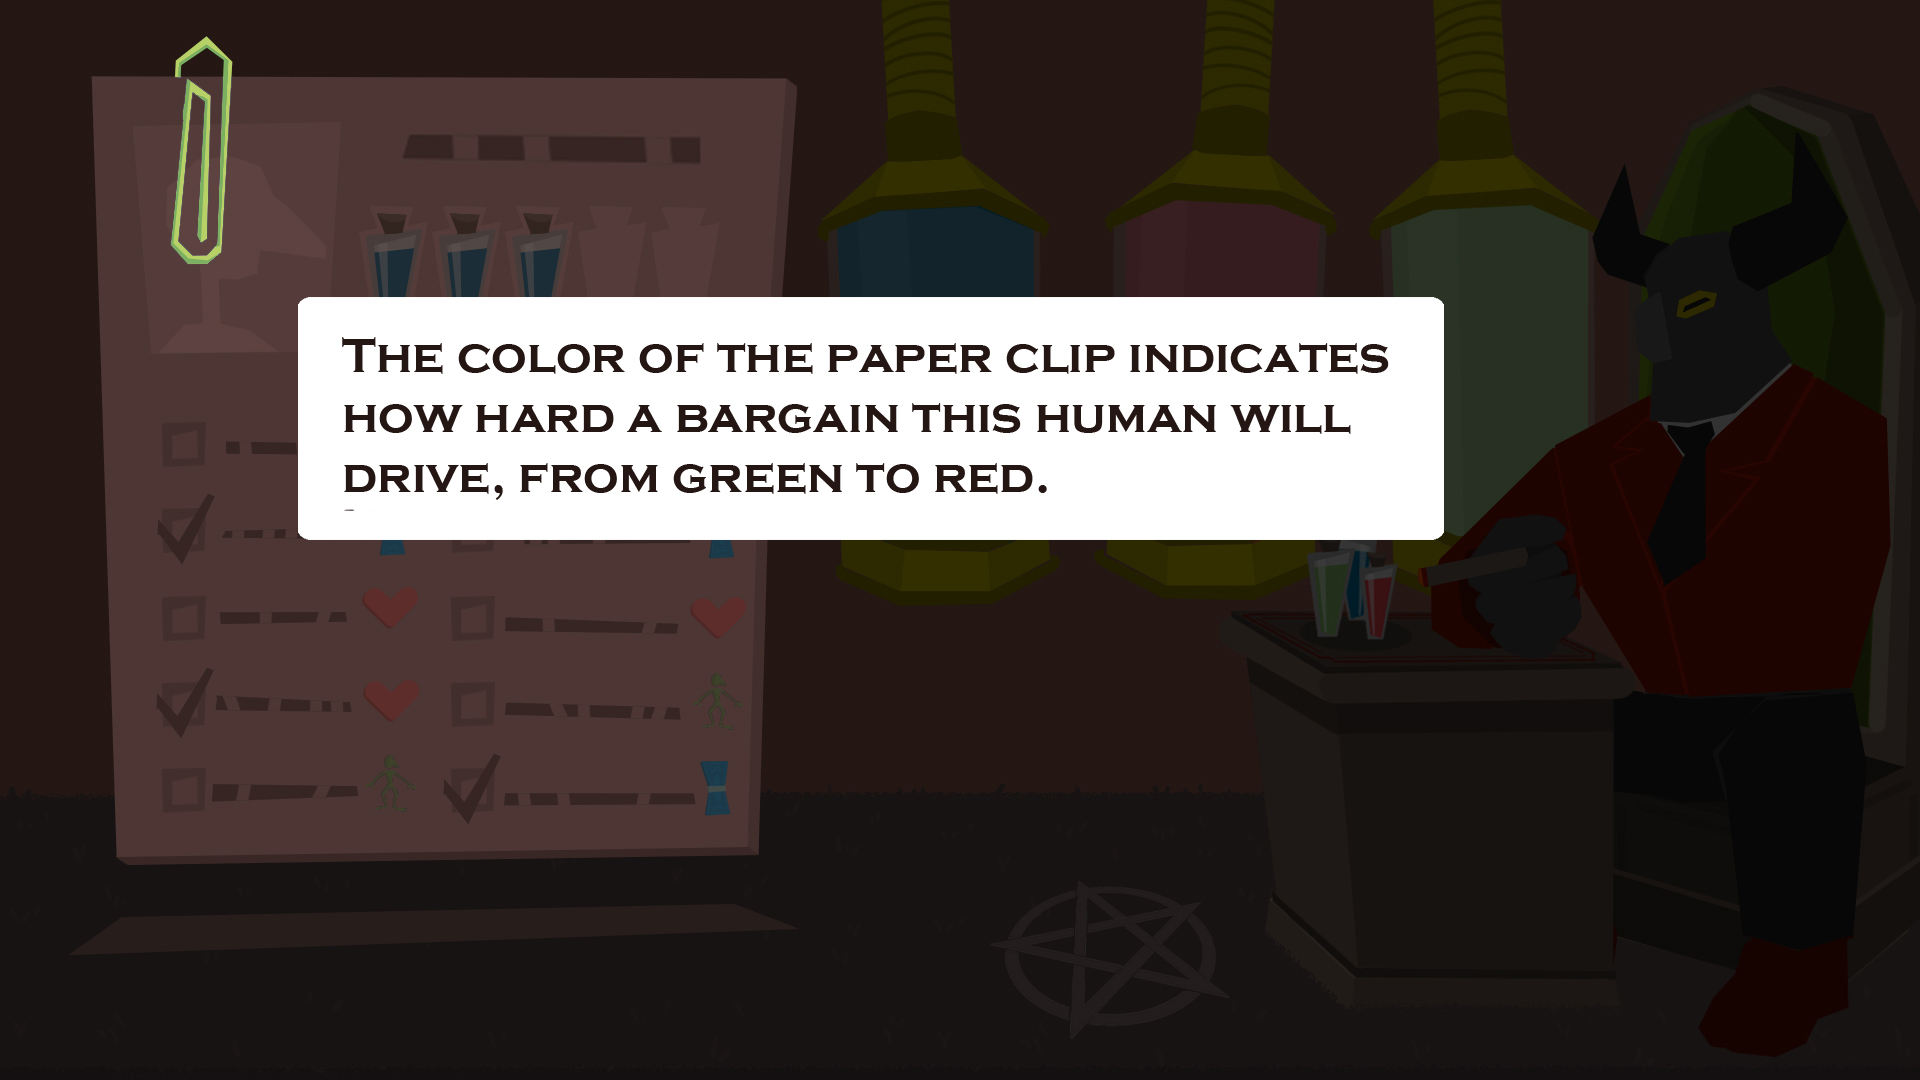 The color of the paper clip indicates
how hard a bargain this human will
drive, from green to red.